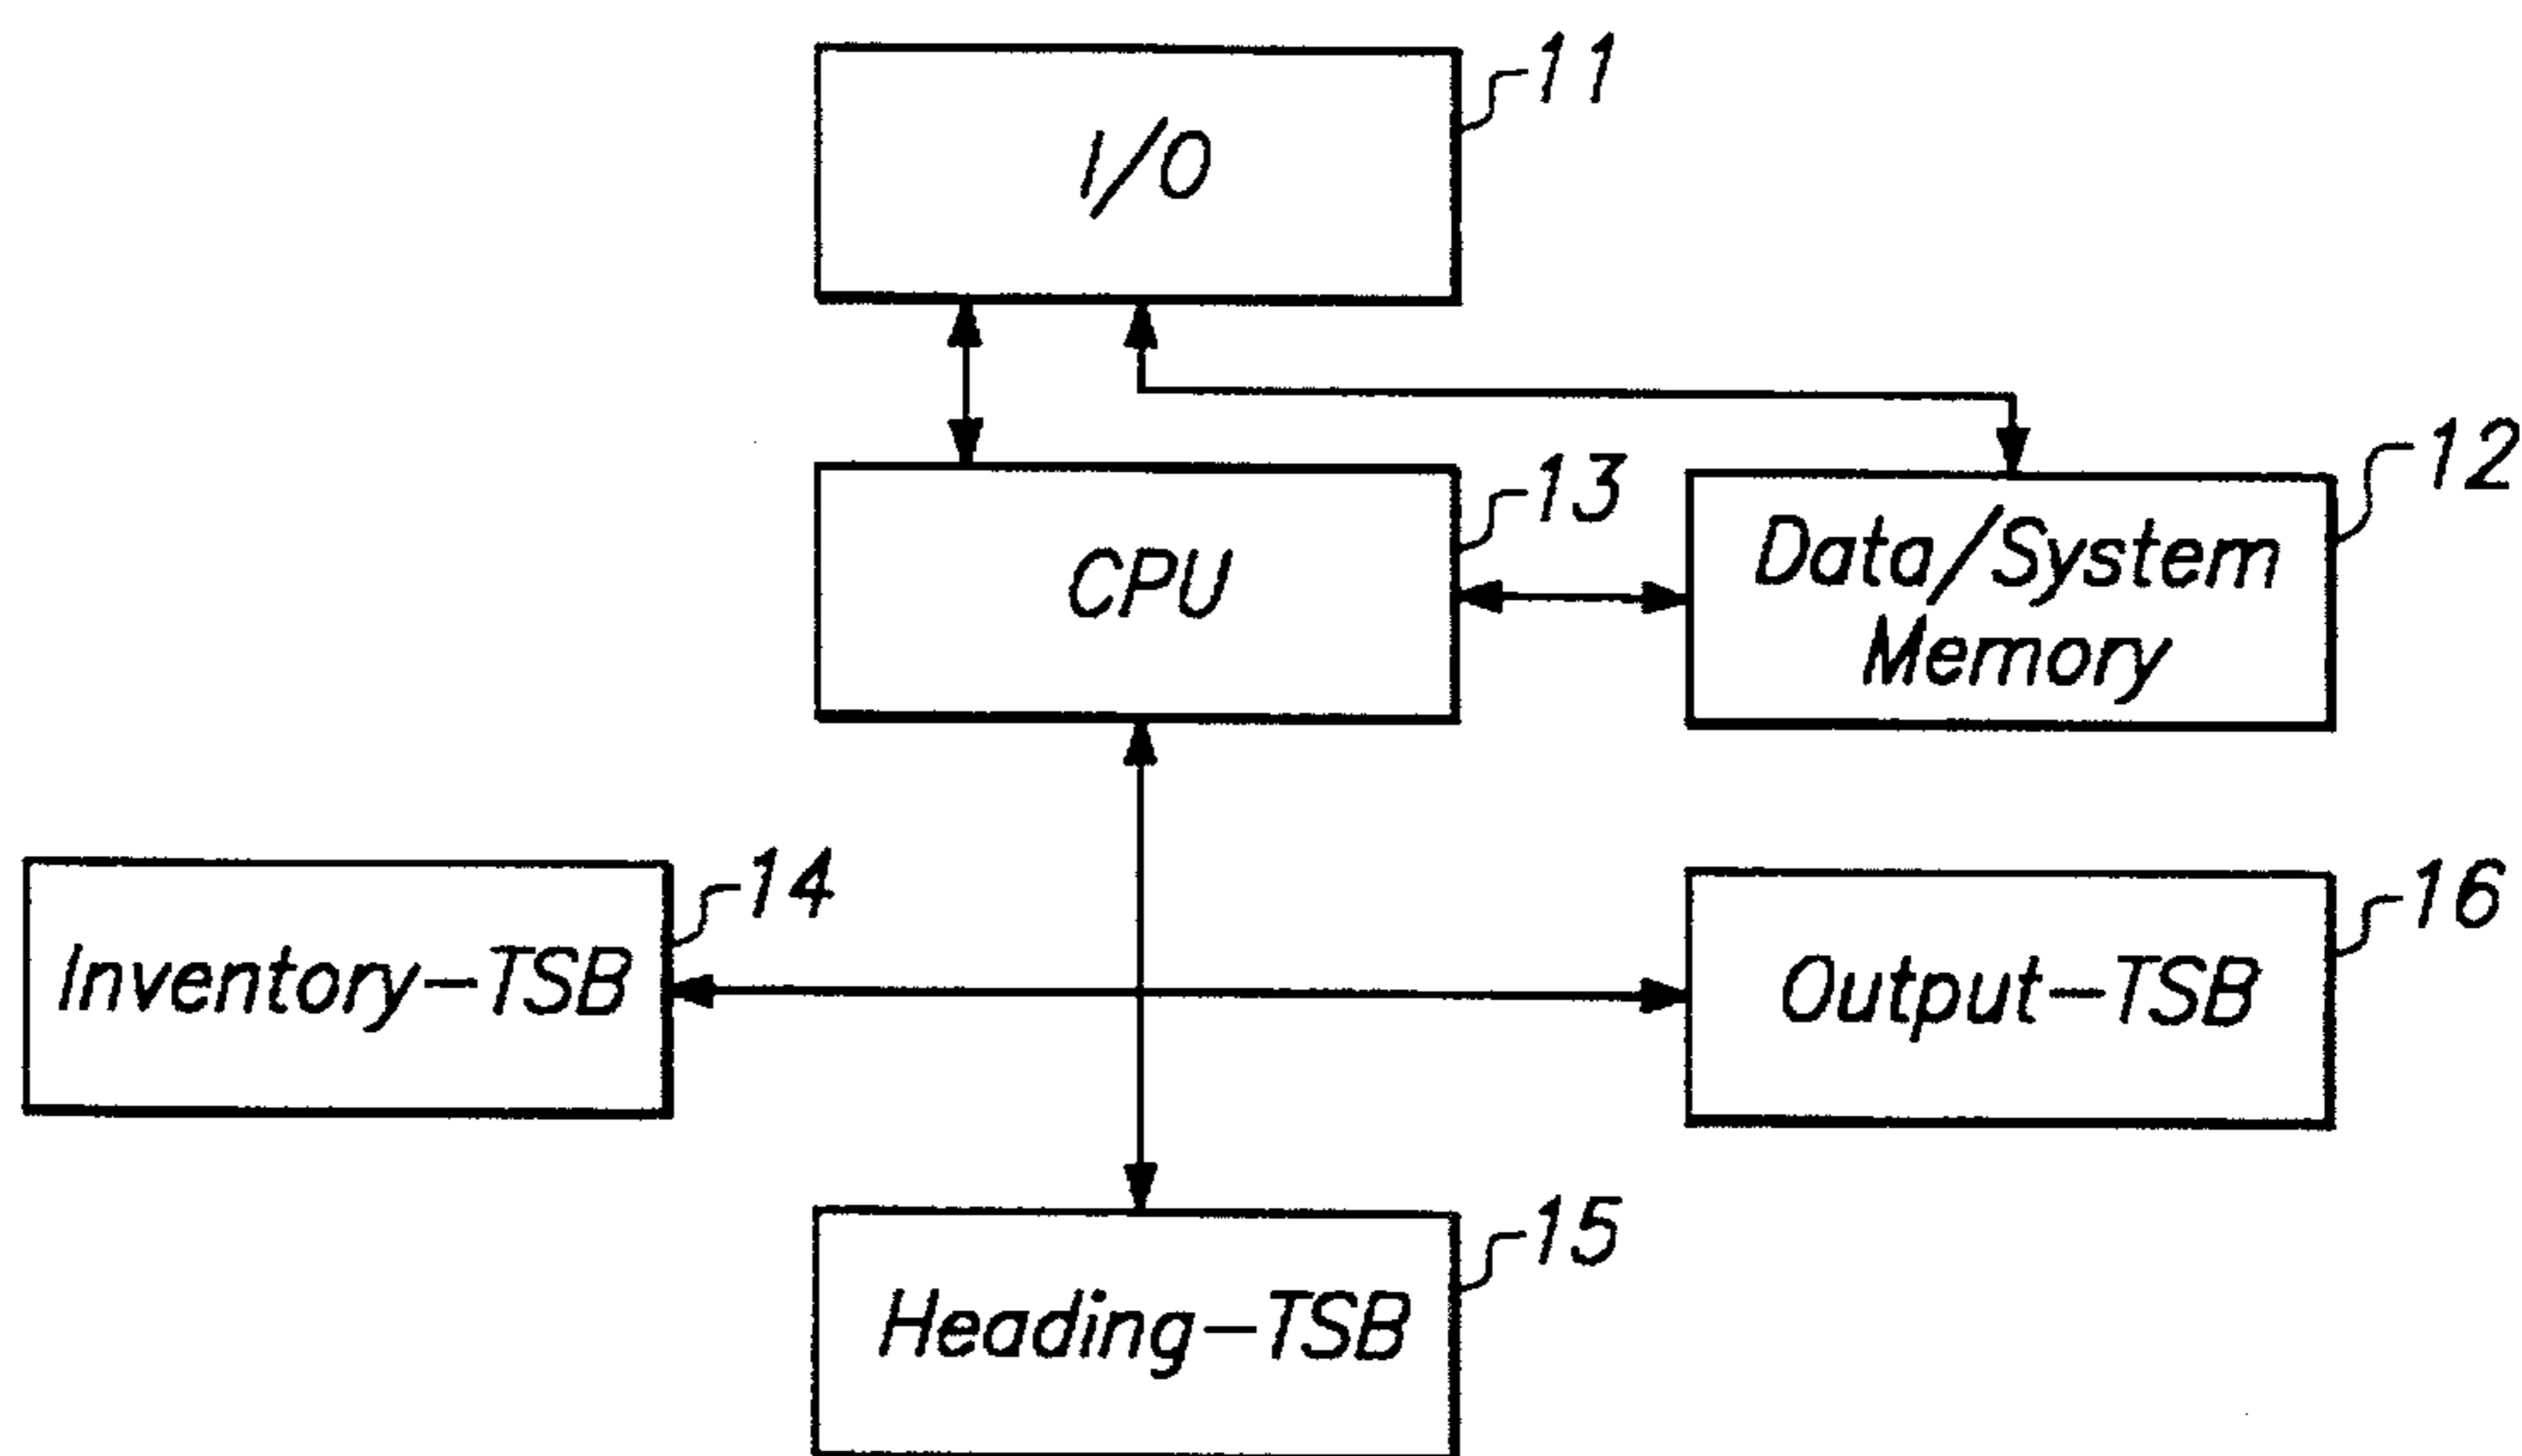 11
I/O
12
13
CPU
Data/System
Memory
14
16
Inventory-TSB
Output-TSB
15
Heading-TSB